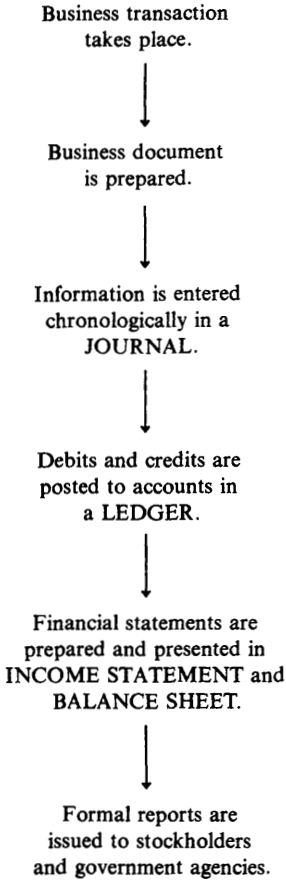 Business transaction
takes place.
Business document
is prepared.
Information is entered
chronologically in a
JOURNAL.
Debits and credits are
posted to accounts in
a LEDGER.
Financial statements are
prepared and presented in
INCOME STATEMENT and
BALANCE SHEET.
Formal reports are
issued to stockholders
and government agencies.